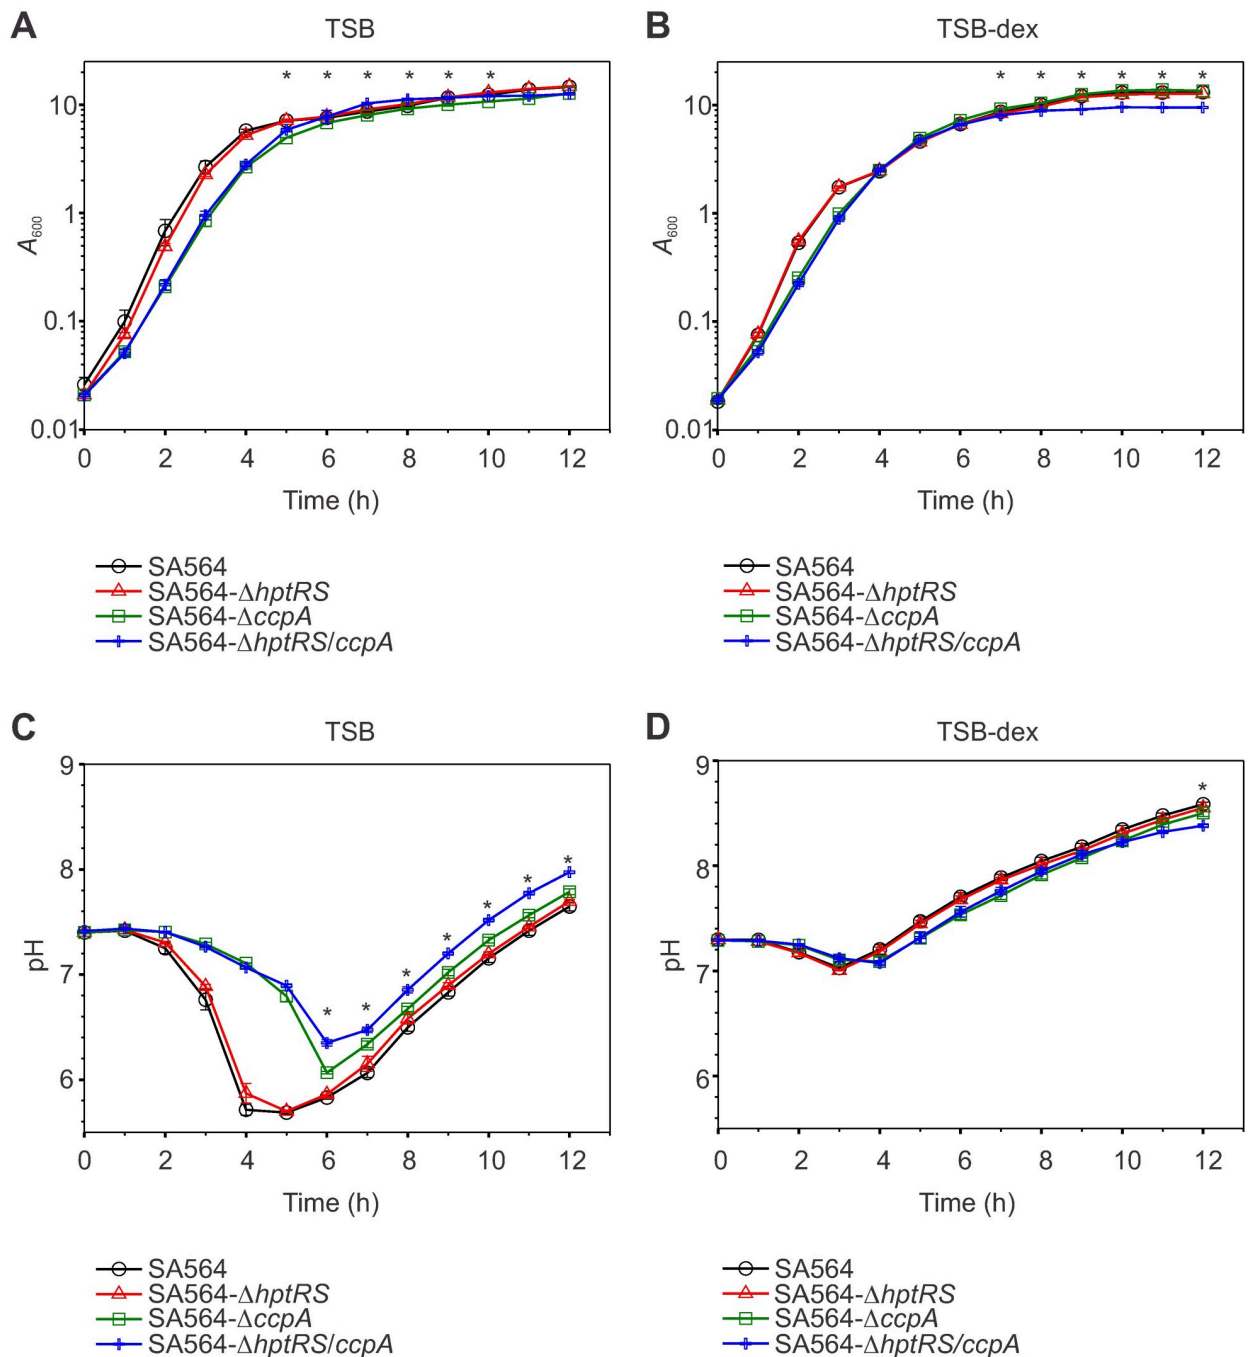 A
TSB
B
TSB-dex
* * * * * *
* * * * * *
10
1
0.1
0.01
A600
10
1
0.1
0.01
A600
0 2 4 6 8 10 12
0 2 4 6 8 10 12
Time (h)
Time (h)
SA564
SA564-ΔhptRS
SA564-ΔccpA
SA564-ΔhptRS/ccpA
SA564
SA564-ΔhptRS
SA564-ΔccpA
SA564-ΔhptRS/ccpA
C
TSB
D
TSB-dex
9
8
7
6
pH
* * * * * * *
9
8
7
6
pH
*
0 2 4 6 8 10 12
0 2 4 6 8 10 12
Time (h)
Time (h)
SA564
SA564-ΔhptRS
SA564-ΔccpA
SA564-ΔhptRS/ccpA
SA564
SA564-ΔhptRS
SA564-ΔccpA
SA564-ΔhptRS/ccpA